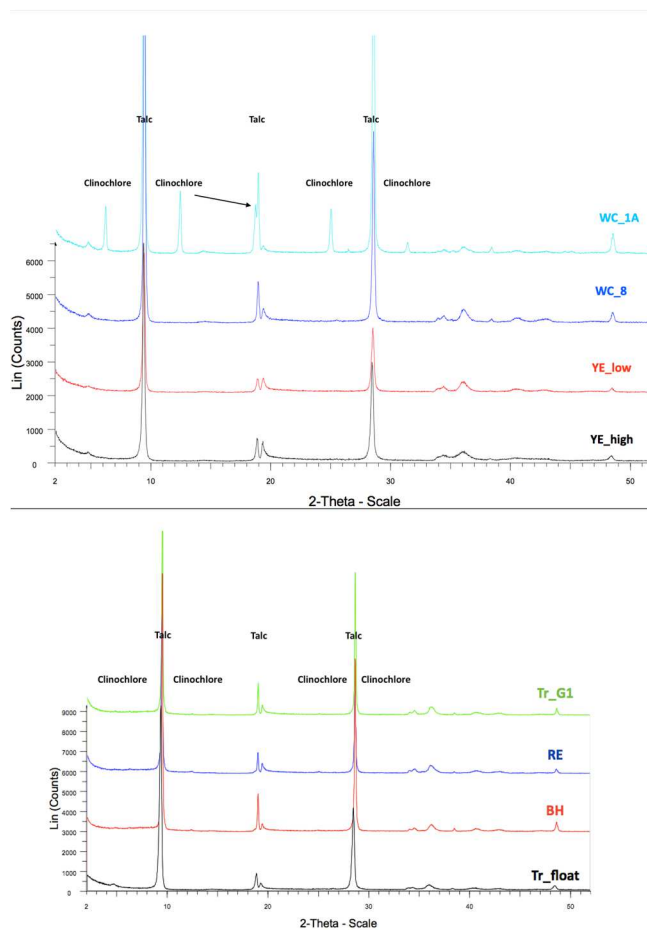 Talc Talc Talc
Clinochlore Clinochlore Clinochlore Clinochlore
WC_1A
6000
WC_8
5000
4000
Lin (Counts)
3000
YE_low
2000
1000
YE_high
0
2 10 20 30 40 50
2-Theta - Scale
Talc Talc Talc
Clinochlore Clinochlore Clinochlore Clinochlore
Tr_G1
9000
8000
7000
RE
6000
5000
Lin (Counts)
4000
BH
3000
2000
1000
Tr_float
0
2 10 20 30 40 50
2-Theta - Scale